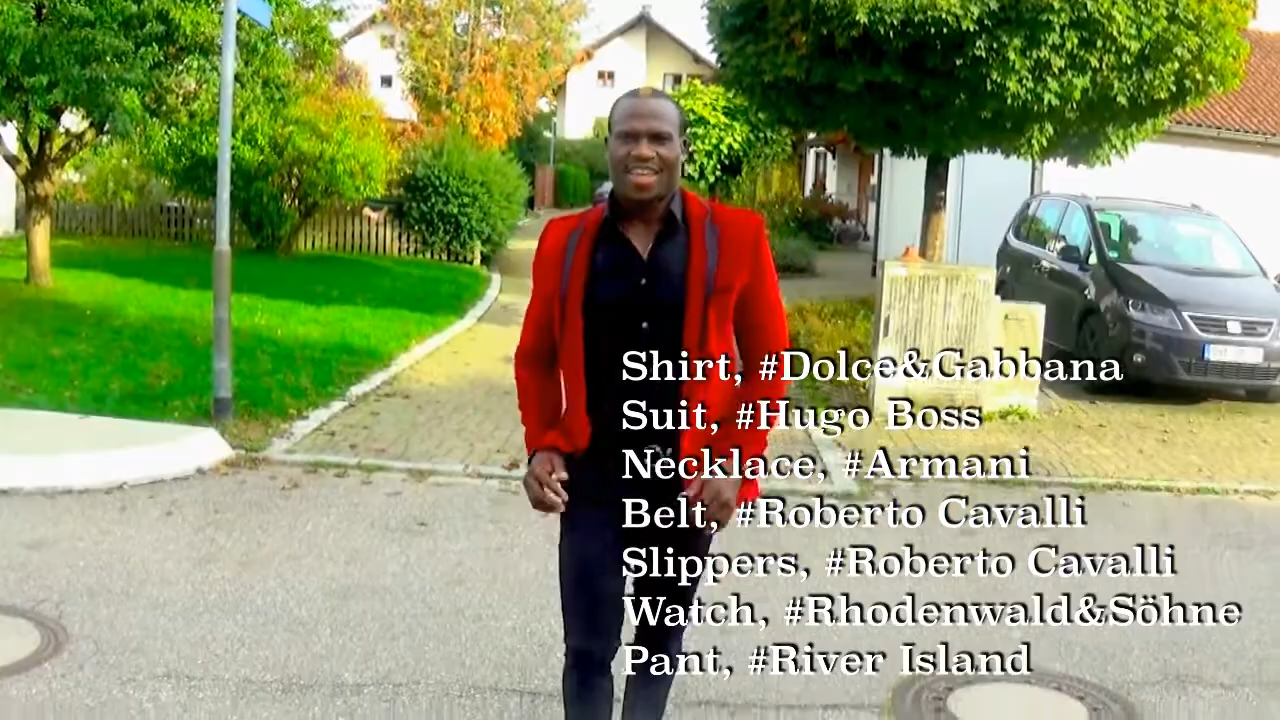 Shirt, #Dolce&Gabbana
Suit, #Hugo Boss
Necklace, #Armani
Belt, #Roberto Cavalli
Slippers, #Roberto Cavalli
Watch, #Rhodenwald&Söhne
Pant, #River Island